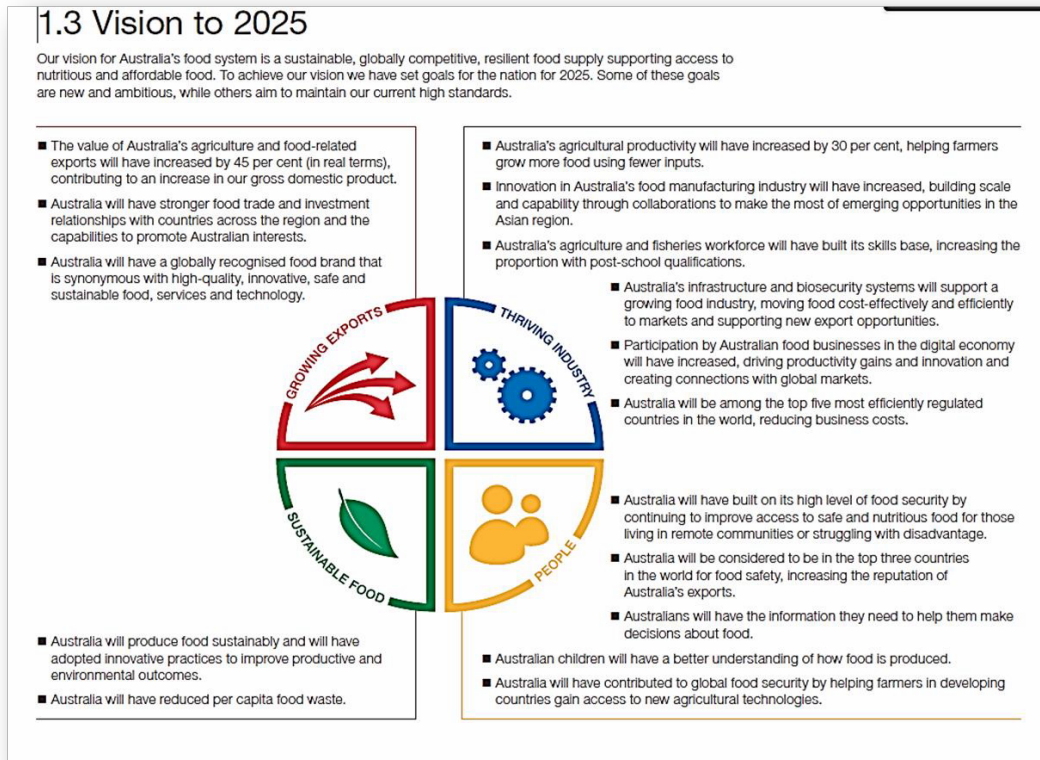 1.3 Vision to 2025
Our vision for Australia's food system is a sustainable, globally competitive, resilient food supply supporting access to
nutritious and affordable food. To achieve our vision we have set goals for the nation for 2025. Some of these goals
are new and ambitious, while others aim to maintain our current high standards.
■ The value of Australia's agriculture and food-related
exports will have increased by 45 per cent (in real terms),
contributing to an increase in our gross domestic product.
■ Australia will have stronger food trade and investment
relationships with countries across the region and the
capabilities to promote Australian interests.
■ Australia will have a globally recognised food brand that
is synonymous with high-quality, innovative, safe and
sustainable food, services and technology.
GROWING EXPORTS
■ Australia's agricultural productivity will have increased by 30 per cent, helping farmers
grow more food using fewer inputs.
■ Innovation in Australia's food manufacturing industry will have increased, building scale
and capability through collaborations to make the most of emerging opportunities in the
Asian region.
■ Australia's agriculture and fisheries workforce will have built its skills base, increasing the
proportion with post-school qualifications.
■ Australia's infrastructure and biosecurity systems will support a
growing food industry, moving food cost-effectively and efficiently
to markets and supporting new export opportunities.
■ Participation by Australian food businesses in the digital economy
will have increased, driving productivity gains and innovation and
creating connections with global markets.
■ Australia will be among the top five most efficiently regulated
countries in the world, reducing business costs.
THRIVING INDUSTRY
SUSTAINABLE FOOD
■ Australia will produce food sustainably and will have
adopted innovative practices to improve productive and
environmental outcomes.
■ Australia will have reduced per capita food waste.
PEOPLE
■ Australia will have built on its high level of food security by
continuing to improve access to safe and nutritious food for those
living in remote communities or struggling with disadvantage.
■ Australia will be considered to be in the top three countries
in the world for food safety, increasing the reputation of
Australia's exports.
■ Australians will have the information they need to help them make
decisions about food.
■ Australian children will have a better understanding of how food is produced.
■ Australia will have contributed to global food security by helping farmers in developing
countries gain access to new agricultural technologies.